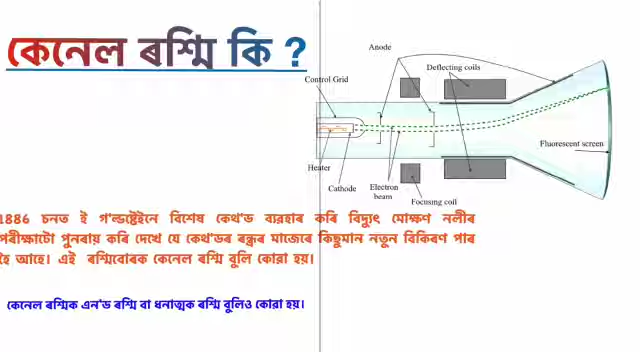 কেনেল ৰশ্মি কি ?
Anode
Deflecting coils
Control Grid
Fluorescent screen
Heater
Cathode
Electron
beam
Focusing coil
1886 চনত ই গ'ল্ডষ্টেইনে বিশেষ কেথ'ড ব্যৱহাৰ কৰি বিদ্যুৎ মোক্ষণ নলীৰ
পৰীক্ষাটো পুনৰায় কৰি দেখে যে কেথ'ডৰ ৰন্ধ্ৰৰ মাজেৰে কিছুমান নতুন বিকিৰণ পাৰ
হৈ আহে। এই ৰশ্মিবোৰক কেনেল ৰশ্মি বুলি কোৱা হয়।
কেনেল ৰশ্মিক এন'ড ৰশ্মি বা ধনাত্মক ৰশ্মি বুলিও কোৱা হয়।